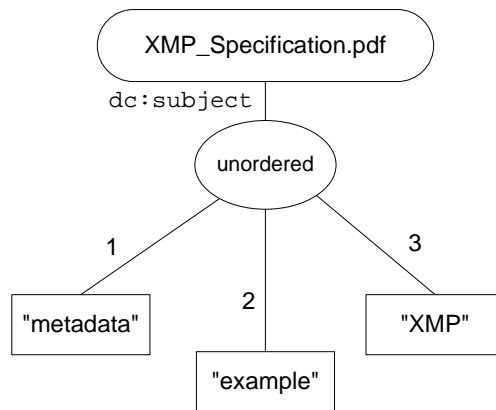 XMP_Specification.pdf
dc:subject
unordered
1
2
3
"metadata"
"example"
"XMP"